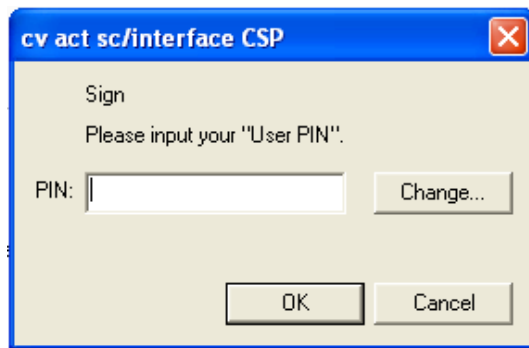 cv act sc/interface CSP
Sign
Please input your "User PIN".
PIN:
Change...
OK
Cancel